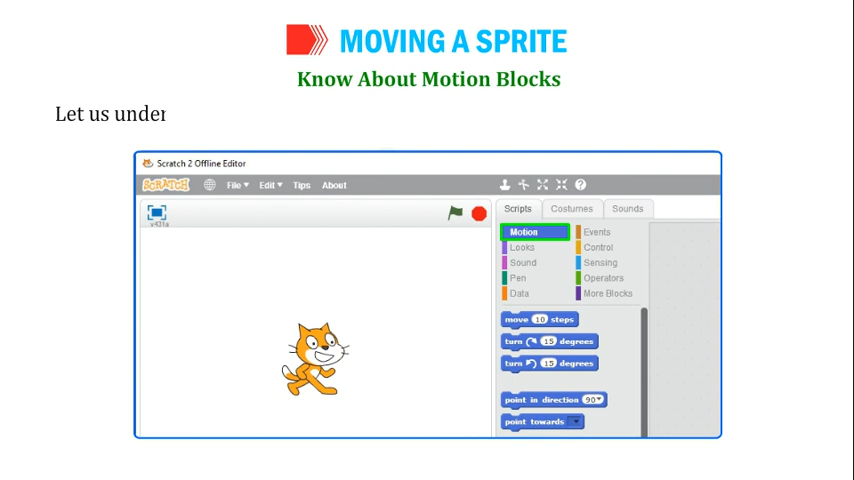 MOVING A SPRITE
Know About Motion Blocks
Let us under
Scratch 2 Offline Editor
SCRATCH File Edit Tips About
v431a
Scripts Costumes Sounds
Motion Events
Looks Control
Sound Sensing
Pen Operators
Data More Blocks
move 10 steps
turn 15 degrees
turn 15 degrees
point in direction 90
point towards